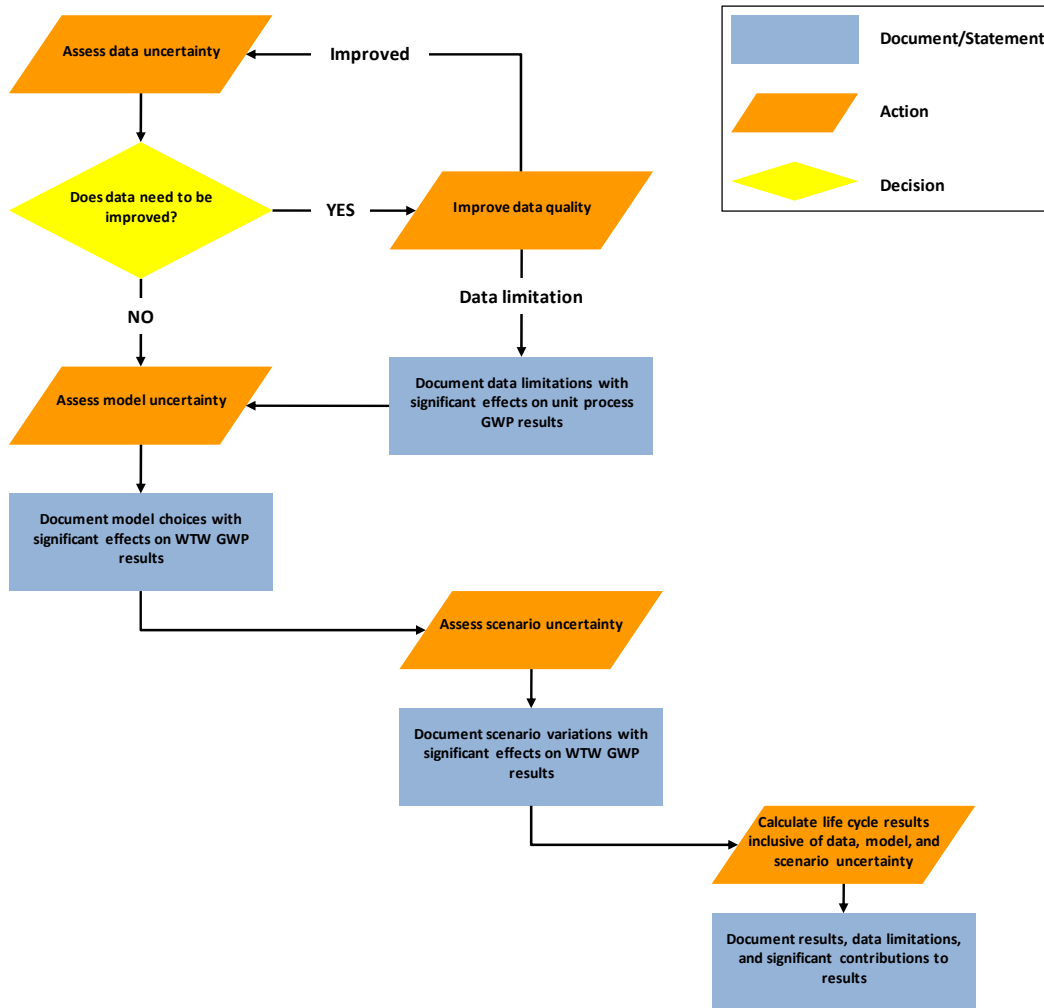 Assess data uncertainty
Improved
Document/Statement
Action
Decision
Does data need to be
improved?
YES
Improve data quality
NO
Data limitation
Assess model uncertainty
Document data limitations with
significant effects on unit process
GWP results
Document model choices with
significant effects on WTW GWP
results
Assess scenario uncertainty
Document scenario variations with
significant effects on WTW GWP
results
Calculate life cycle results
inclusive of data, model, and
scenario uncertainty
Document results, data limitations,
and significant contributions to
results